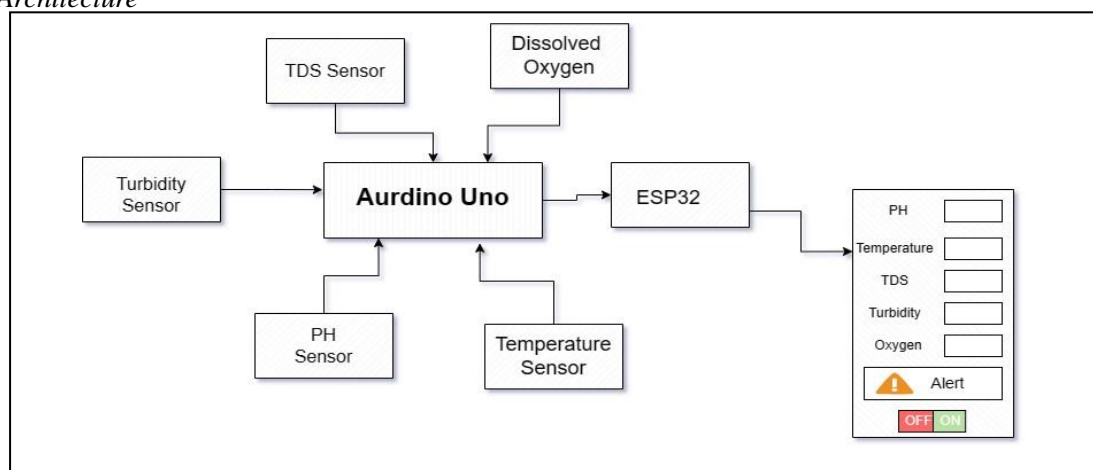 Architecture
TDS Sensor
Dissolved
Oxygen
Turbidity
Sensor
Aurdino Uno
ESP32
PH
Sensor
Temperature
Sensor
PH
Temperature
TDS
Turbidity
Oxygen
Alert
OFF ON